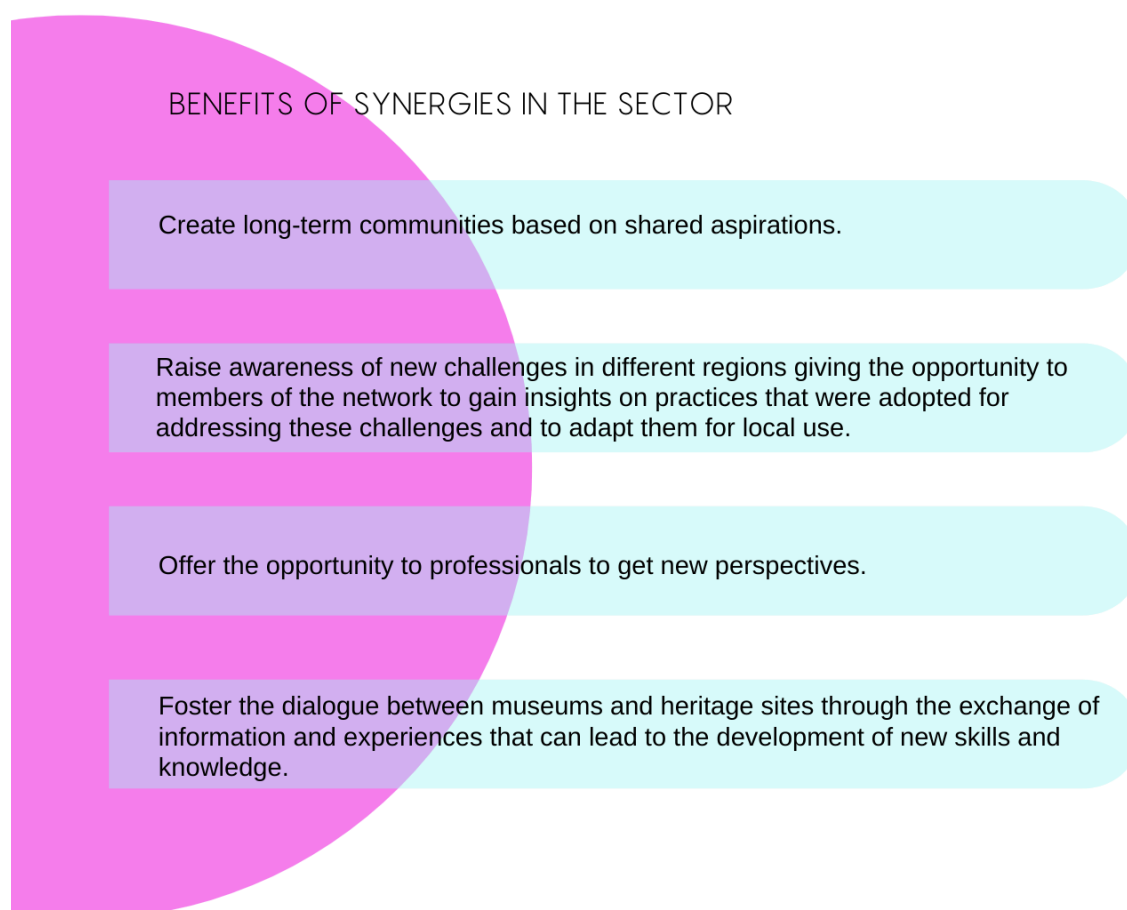 BENEFITS OF SYNERGIES IN THE SECTOR
Create long-term communities based on shared aspirations.
Raise awareness of new challenges in different regions giving the opportunity to
members of the network to gain insights on practices that were adopted for
addressing these challenges and to adapt them for local use.
Offer the opportunity to professionals to get new perspectives.
Foster the dialogue between museums and heritage sites through the exchange of
information and experiences that can lead to the development of new skills and
knowledge.